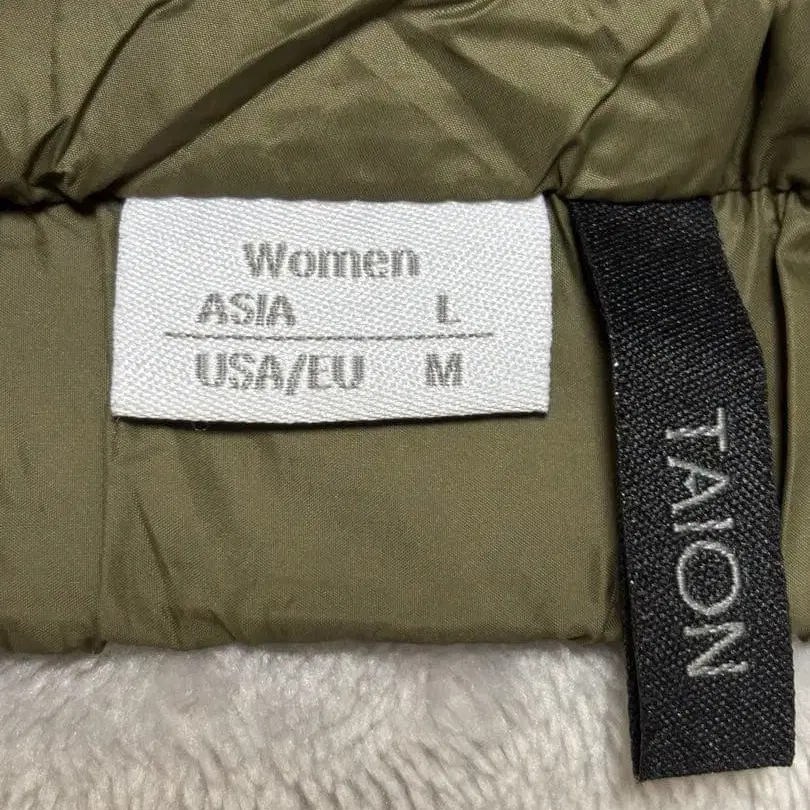 Women
ASIA L
USA/EU M
TAION